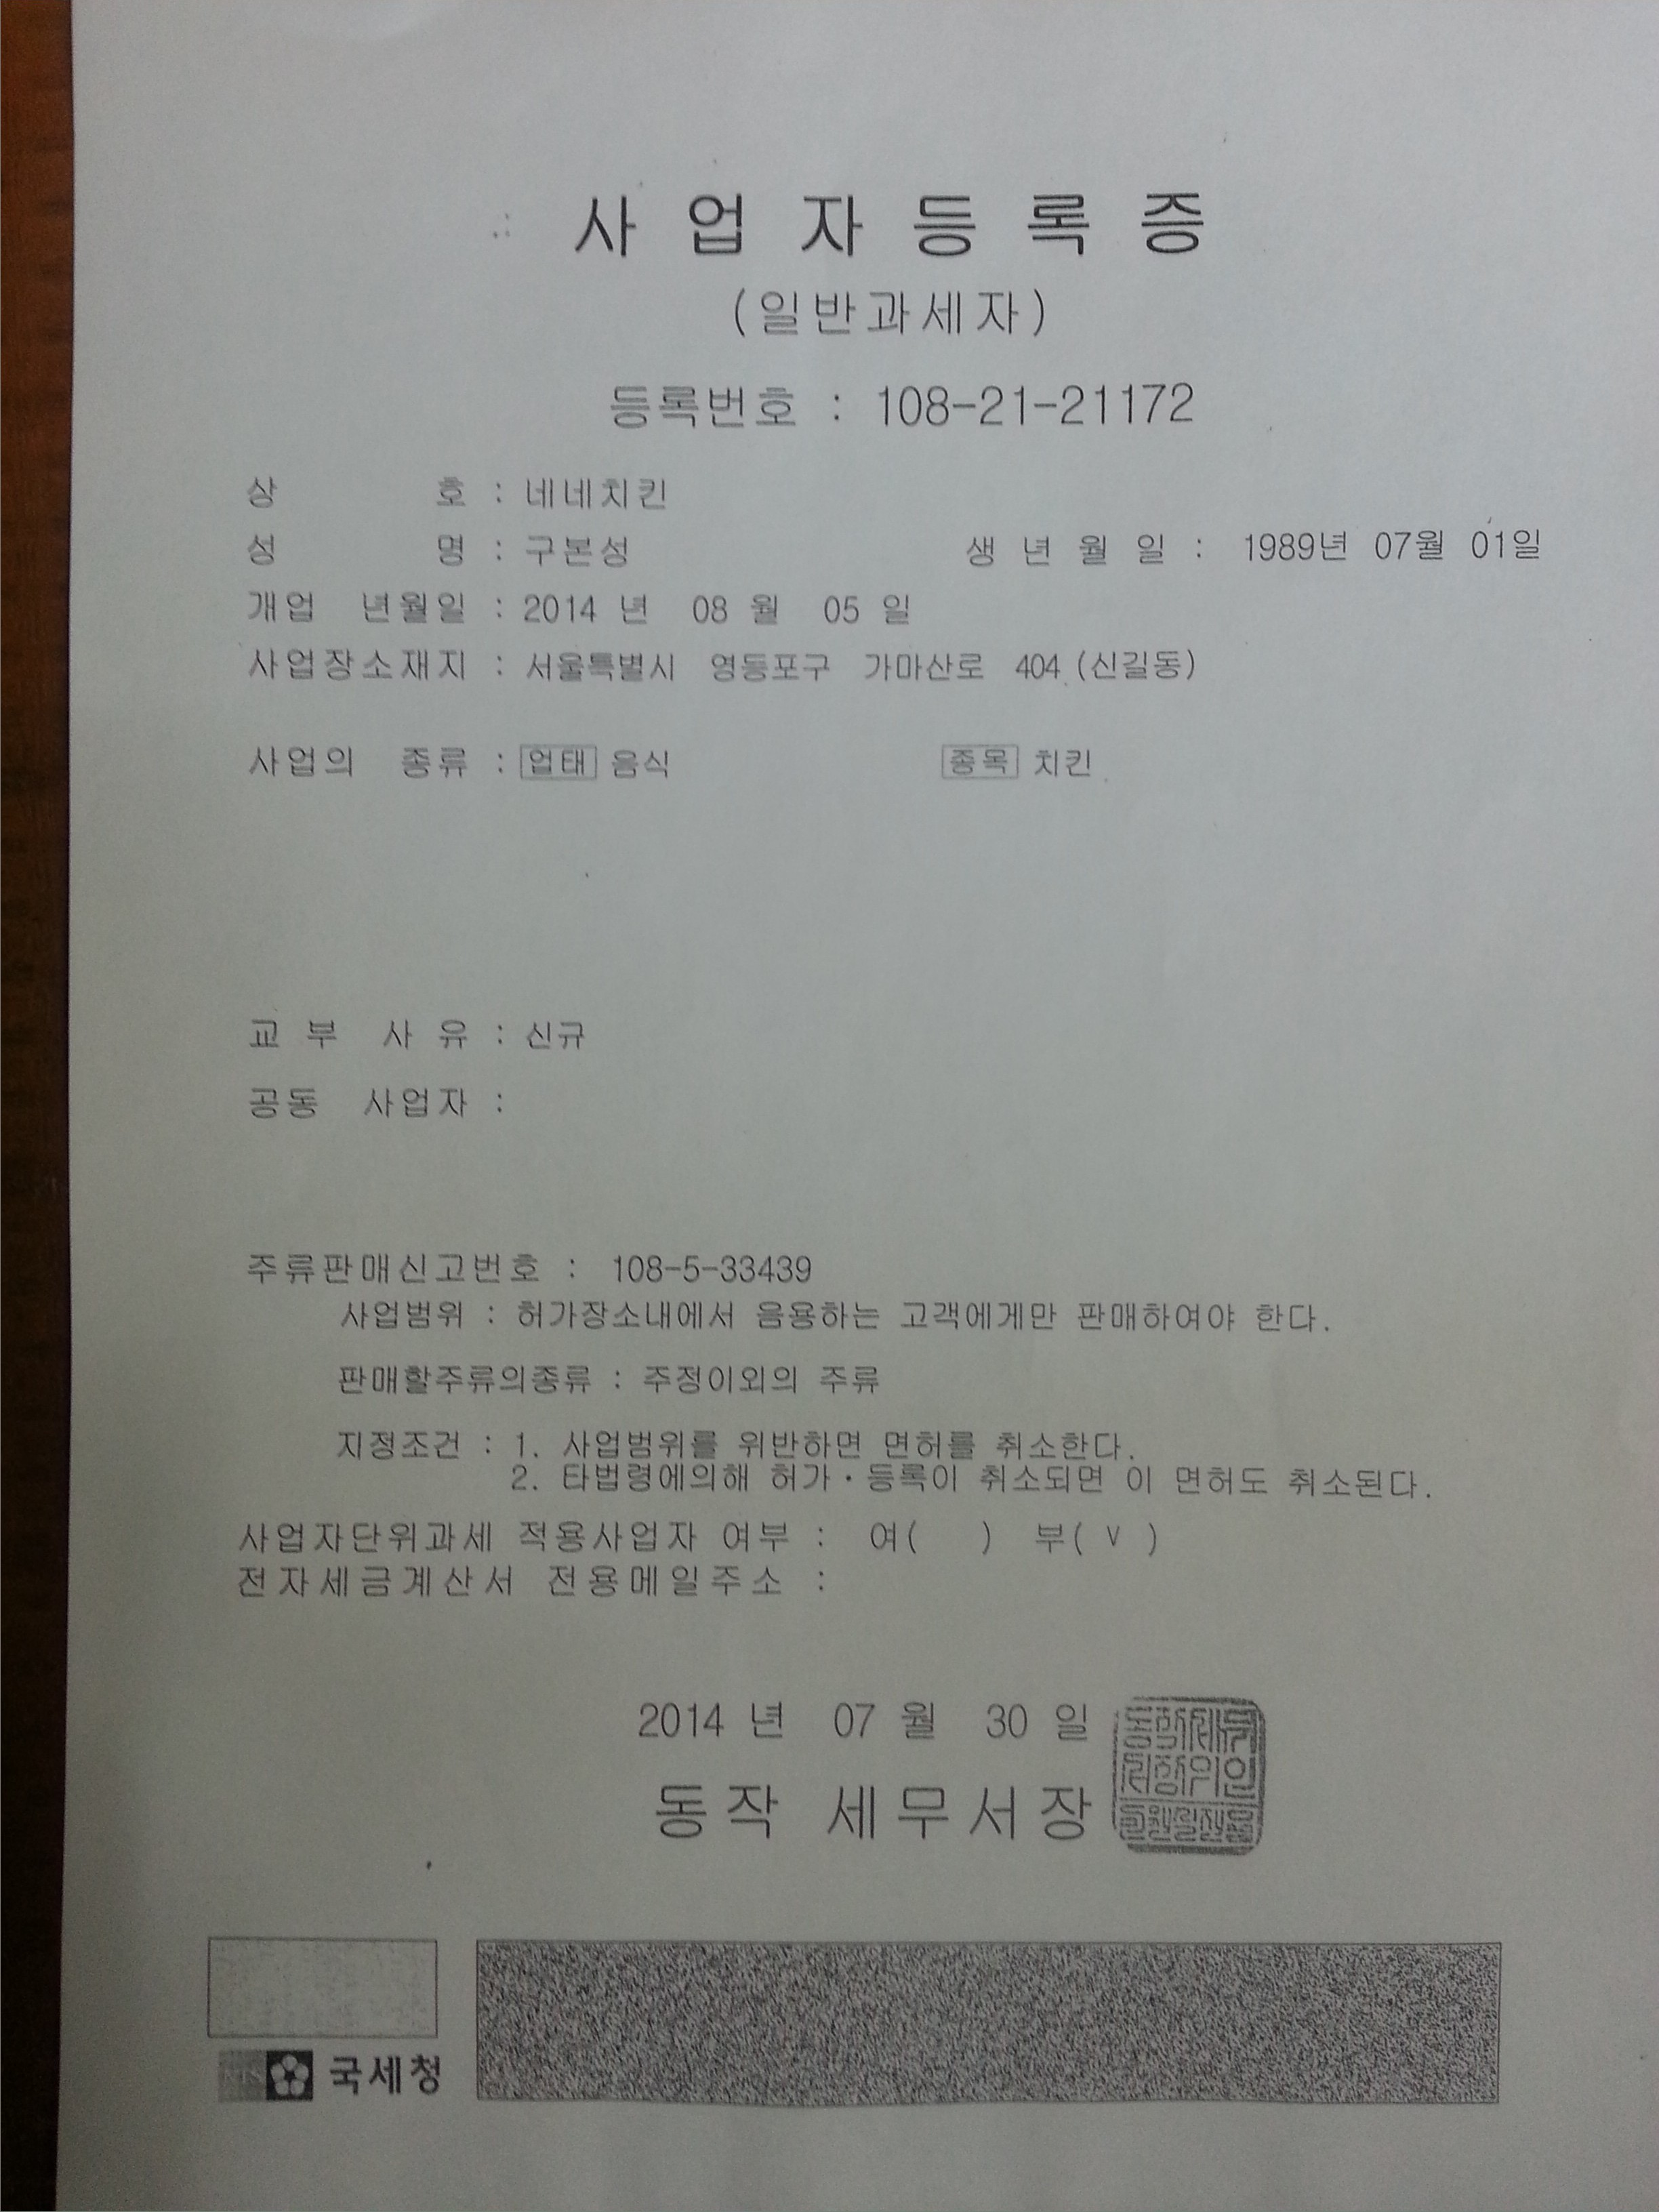 사업자등록증
(일반과세자)
등록번호 : 108-21-21172
상 호 : 네네치킨
성 명 : 구본성 생년월일 : 1989년 07월 01일
개업 년월일 : 2014 년 08 월 05 일
사업장소재지 : 서울특별시 영등포구 가마산로 404 (신길동)
사업의 종류 : 업태 음식 종목 치킨
교부 사유 : 신규
공동 사업자 :
주류판매신고번호 : 108-5-33439
사업범위 : 허가장소내에서 음용하는 고객에게만 판매하여야 한다.
판매할주류의종류 : 주정이외의 주류
지정조건 : 1. 사업범위를 위반하면 면허를 취소한다.
2. 타법령에의해 허가·등록이 취소되면 이 면허도 취소된다.
사업자단위과세 적용사업자 여부 : 여( ) 부( v )
전자세금계산서 전용메일주소 :
2014 년 07 월 30 일
동작 세무서장
국세청